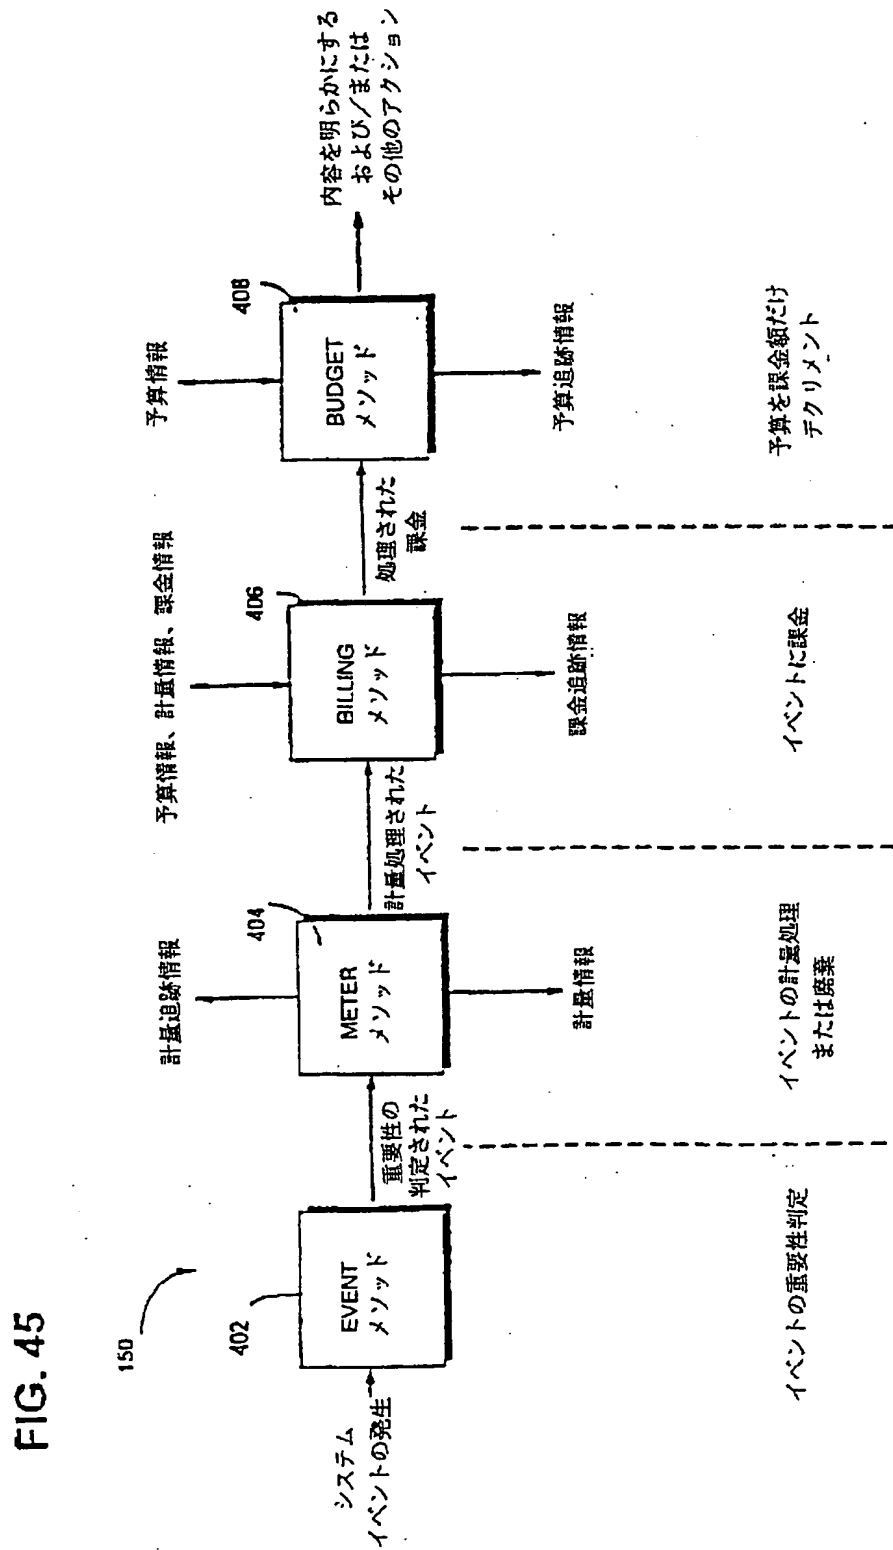 FIG. 45
150
システム
イベントの発生
402
EVENT
メソッド
重要性の
判定された
イベント
計量追跡情報
404
METER
メソッド
計量情報
計量処理された
イベント
予算情報、計量情報、課金情報
406
BILLING
メソッド
課金追跡情報
処理された
課金
予算情報
408
BUDGET
メソッド
予算追跡情報
内容を明らかにする
および/または
その他のアクション
イベントの重要性判定
イベントの計量処理
または廃棄
イベントに課金
予算を課金額だけ
デクリメント